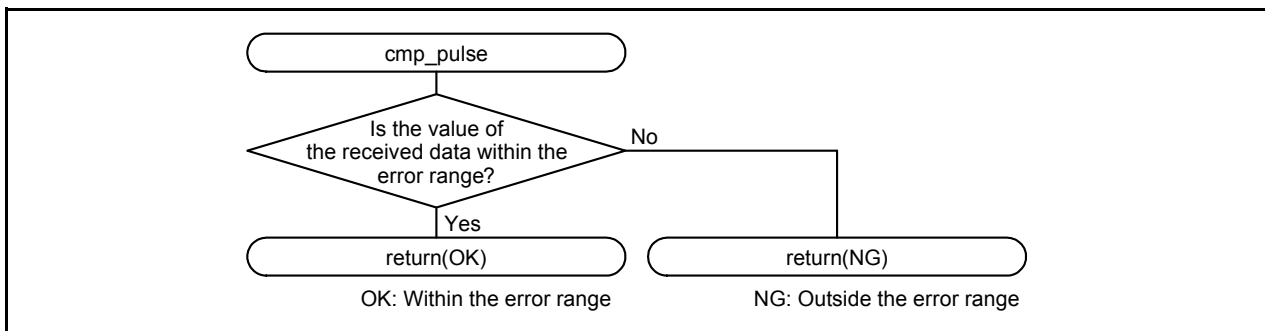 cmp_pulse
Is the value of
the received data within the
error range?
No
Yes
return(OK)
return(NG)
OK: Within the error range
NG: Outside the error range